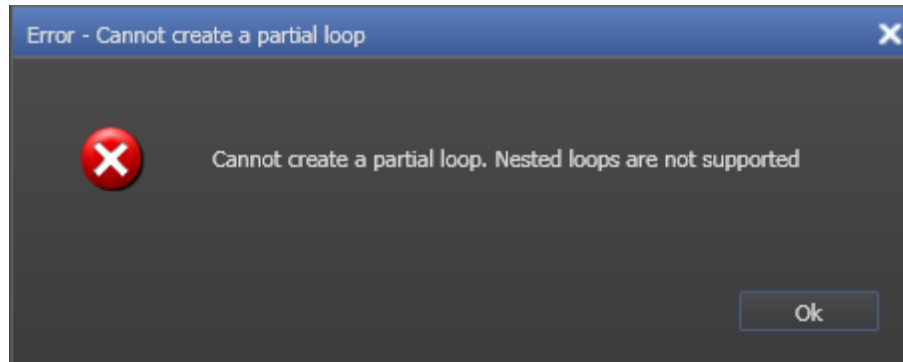 Error - Cannot create a partial loop
Cannot create a partial loop. Nested loops are not supported
Ok